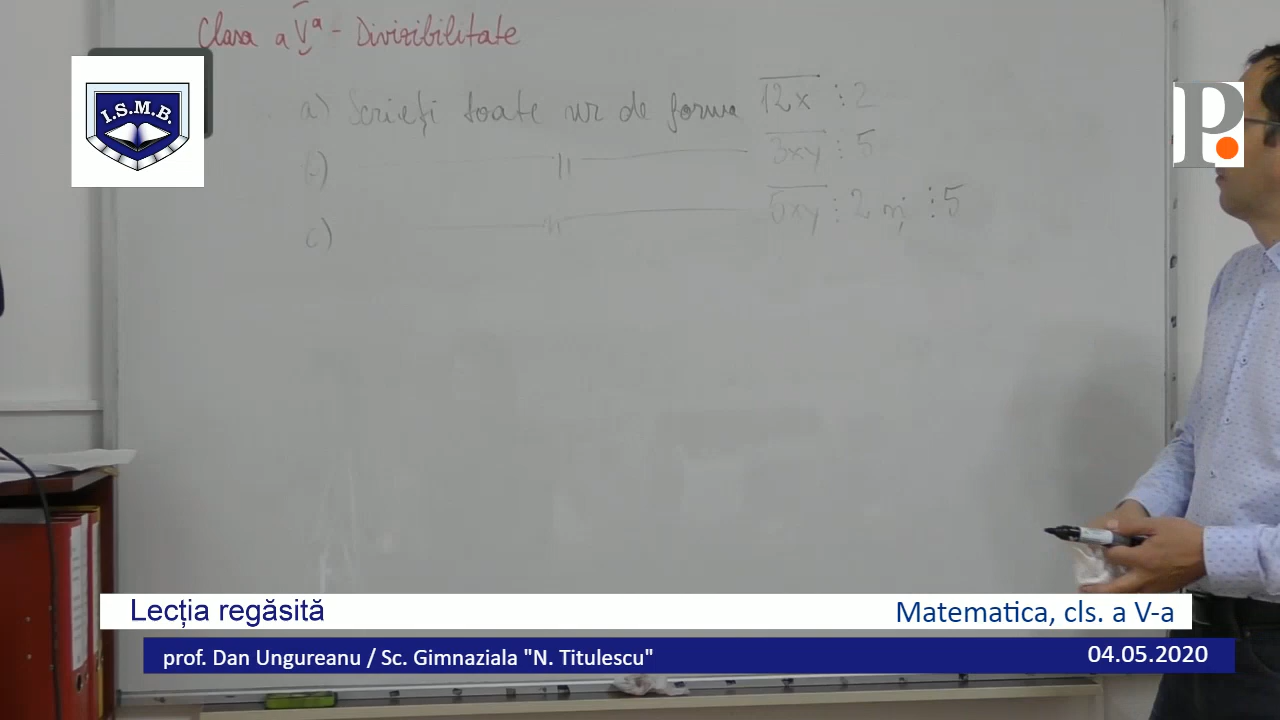 Clasa a V^a - Divizibilitate
a) Scrieți toate nr de forma 12x ⋮ 2
b) —— 〃 —— 3xy ⋮ 5
c) —— 〃 —— 5xy ⋮ 2 și ⋮ 5
I.S.M.B.
P.
Lecția regăsită
Matematica, cls. a V-a
prof. Dan Ungureanu / Sc. Gimnaziala "N. Titulescu"
04.05.2020